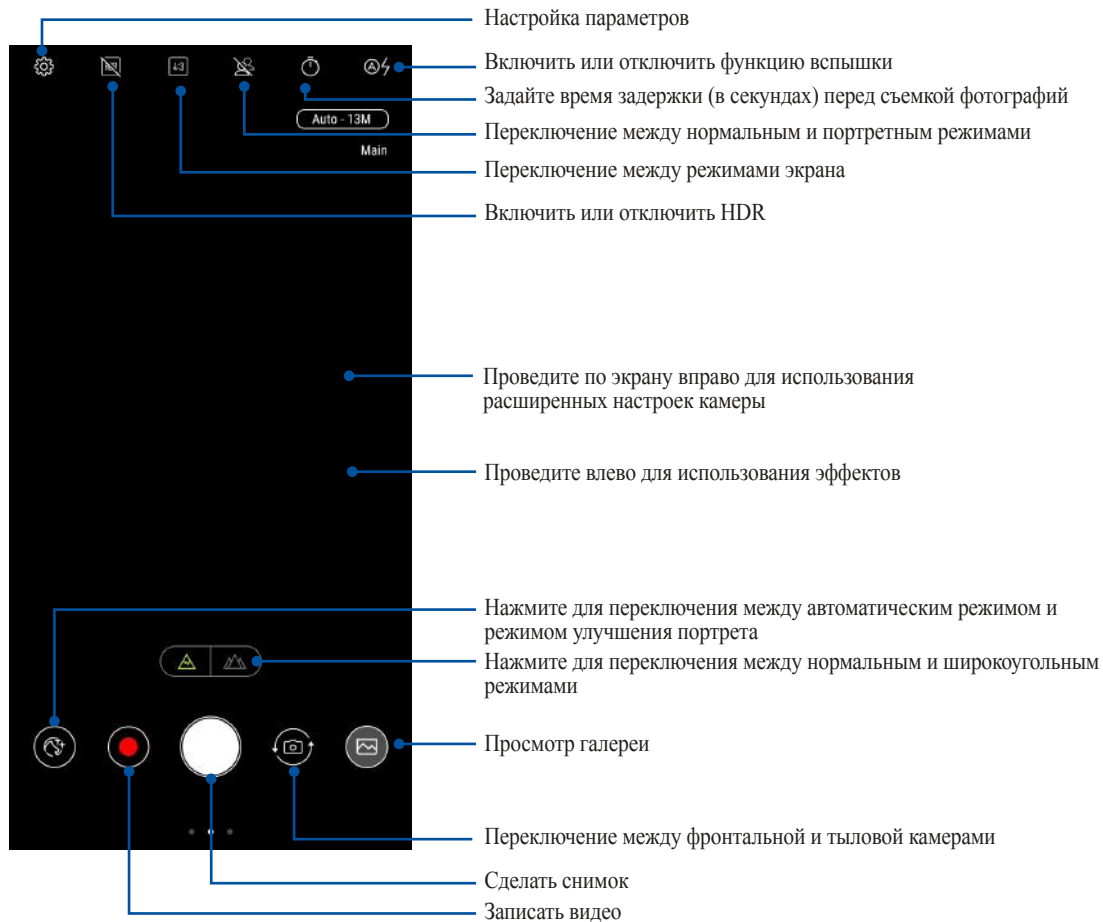 Настройка параметров
Включить или отключить функцию вспышки
Задайте время задержки (в секундах) перед съемкой фотографий
Auto - 13M
Переключение между нормальным и портретным режимами
Main
Переключение между режимами экрана
Включить или отключить HDR
Проведите по экрану вправо для использования
расширенных настроек камеры
Проведите влево для использования эффектов
Нажмите для переключения между автоматическим режимом и
режимом улучшения портрета
Нажмите для переключения между нормальным и широкоугольным
режимами
Просмотр галереи
Переключение между фронтальной и тыловой камерами
Сделать снимок
Записать видео